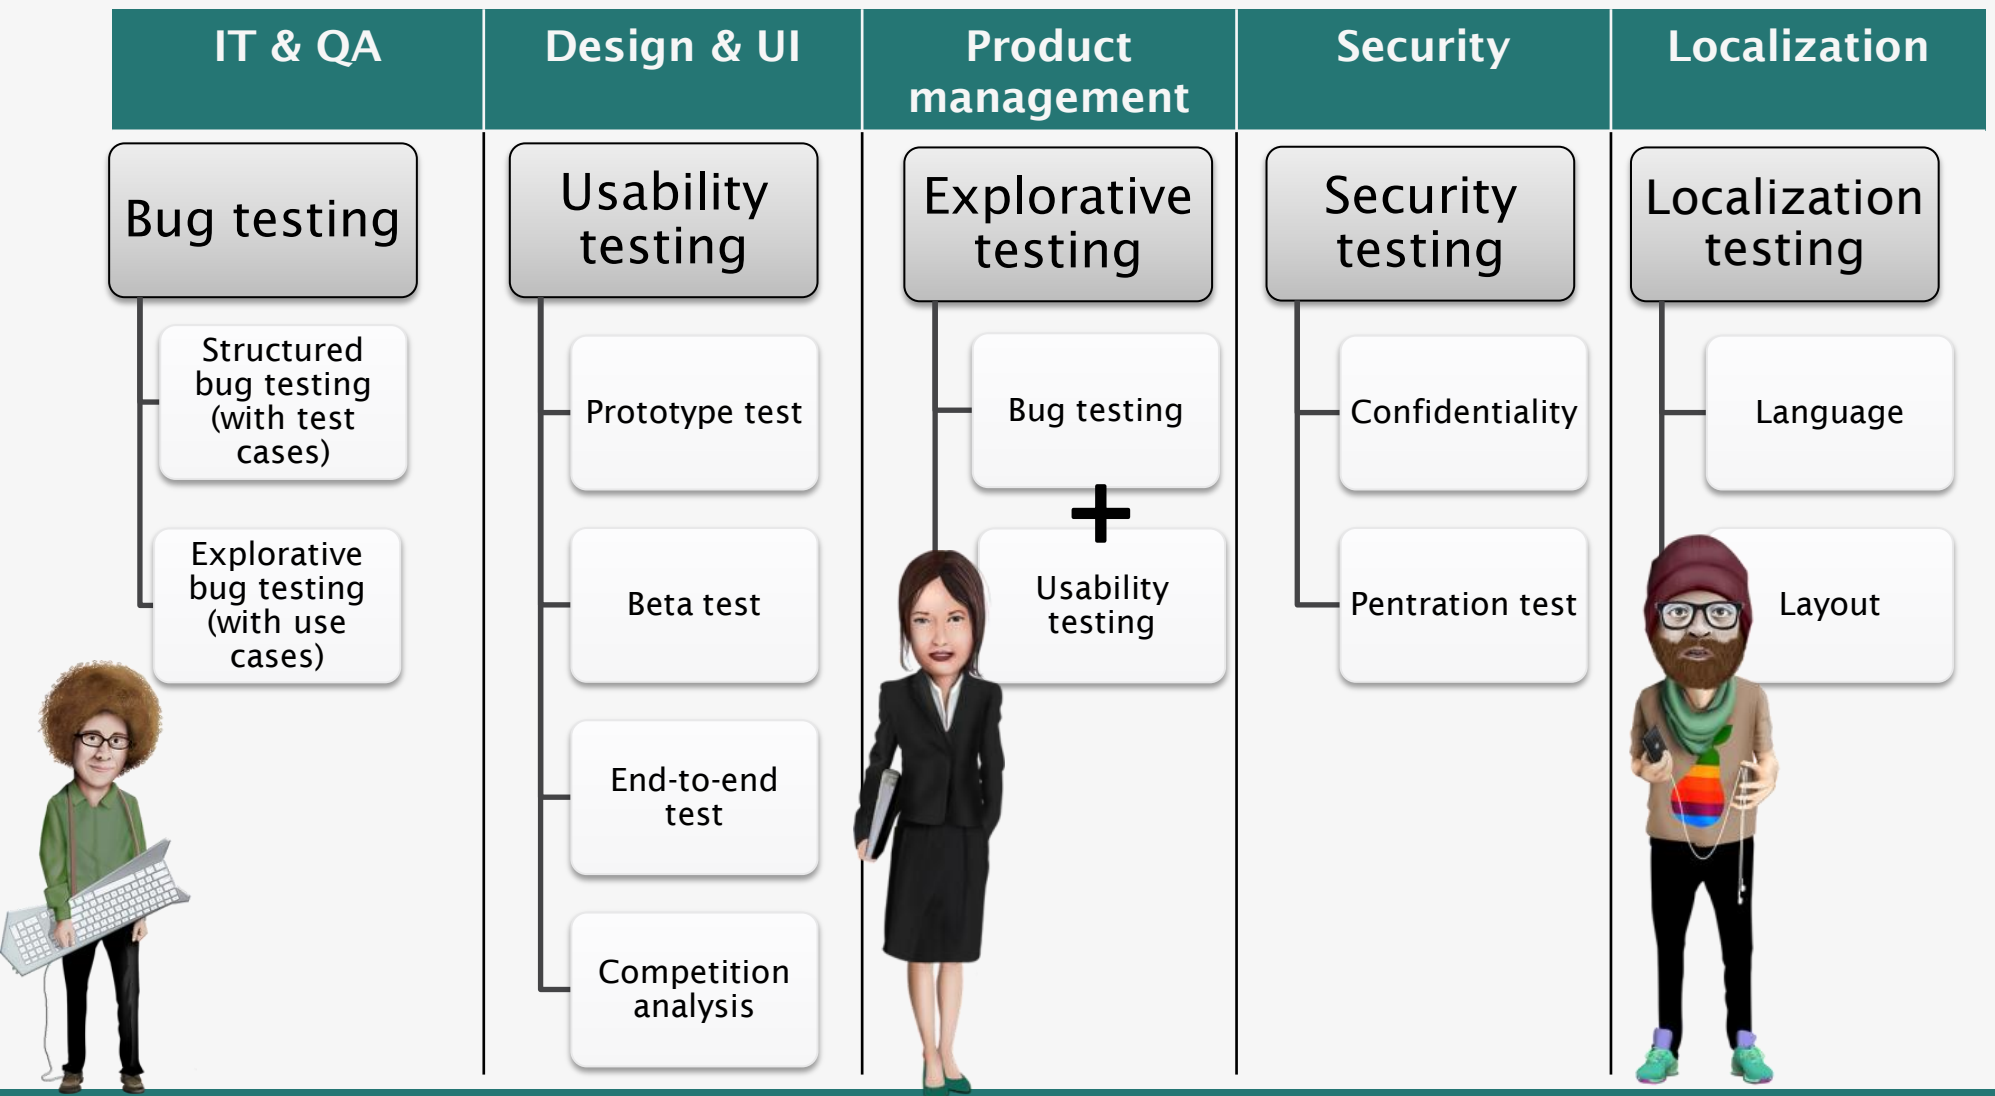 IT & QA
Design & UI
Product
management
Security
Localization
Bug testing
Structured
bug testing
(with test
cases)
Explorative
bug testing
(with use
cases)
Usability
testing
Prototype test
Beta test
End-to-end
test
Competition
analysis
Explorative
testing
Bug testing
+
Usability
testing
Security
testing
Confidentiality
Pentration test
Localization
testing
Language
Layout